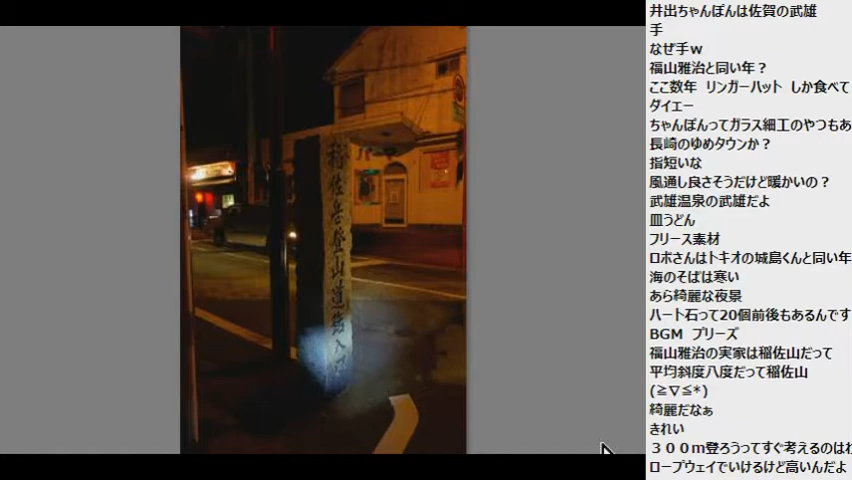 稲佐岳登山道路入口
井出ちゃんぽんは佐賀の武雄
手
なぜ手ｗ
福山雅治と同い年？
ここ数年 リンガーハット しか食べて
ダイエー
ちゃんぽんってガラス細工のやつもあ
長崎のゆめタウンか？
指短いな
風通し良さそうだけど暖かいの？
武雄温泉の武雄だよ
皿うどん
フリース素材
ロボさんはトキオの城島くんと同い年
海のそばは寒い
あら綺麗な夜景
ハート石って20個前後もあるんです
BGM プリーズ
福山雅治の実家は稲佐山だって
平均斜度八度だって稲佐山
(≧∇≦*)
綺麗だなぁ
きれい
３００ｍ登ろうってすぐ考えるのはわ
ロープウェイでいけるけど高いんだよ